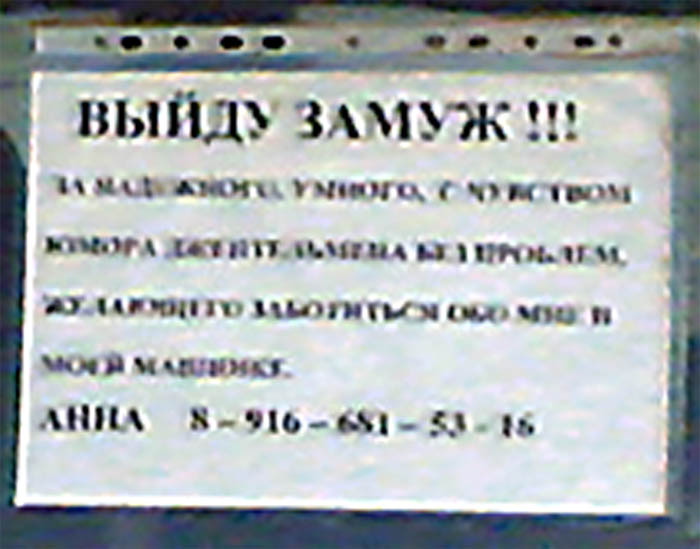 ВЫЙДУ ЗАМУЖ !!!
ЗА НАДЕЖНОГО, УМНОГО, С ЧУВСТВОМ
ЮМОРА ДЖЕНТЕЛЬМЕНА БЕЗ ПРОБЛЕМ,
ЖЕЛАЮЩЕГО ЗАБОТИТЬСЯ ОБО МНЕ И
МОЕЙ МАШИНКЕ.
АННА 8 – 916 – 681 – 53 – 16